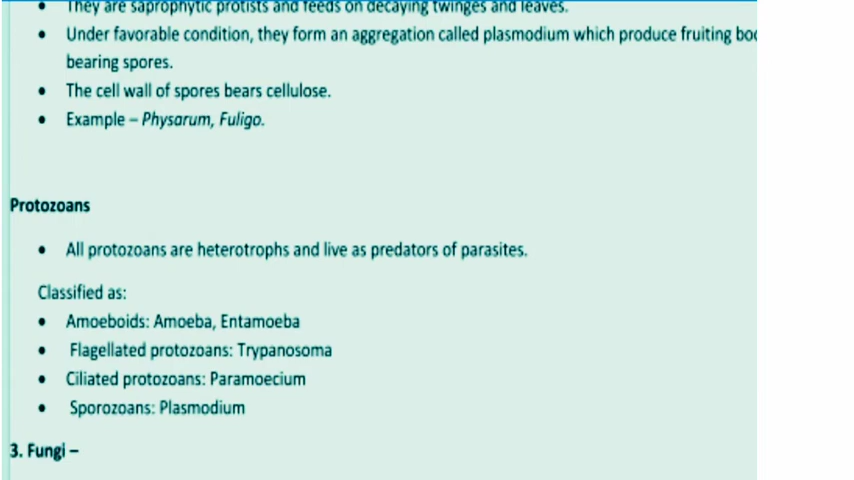 They are saprophytic protists and feeds on decaying twinges and leaves.
Under favorable condition, they form an aggregation called plasmodium which produce fruiting
bearing spores.
The cell wall of spores bears cellulose.
Example – Physarum, Fuligo.
Protozoans
All protozoans are heterotrophs and live as predators of parasites.
Classified as:
Amoeboids: Amoeba, Entamoeba
Flagellated protozoans: Trypanosoma
Ciliated protozoans: Paramoecium
Sporozoans: Plasmodium
3. Fungi –